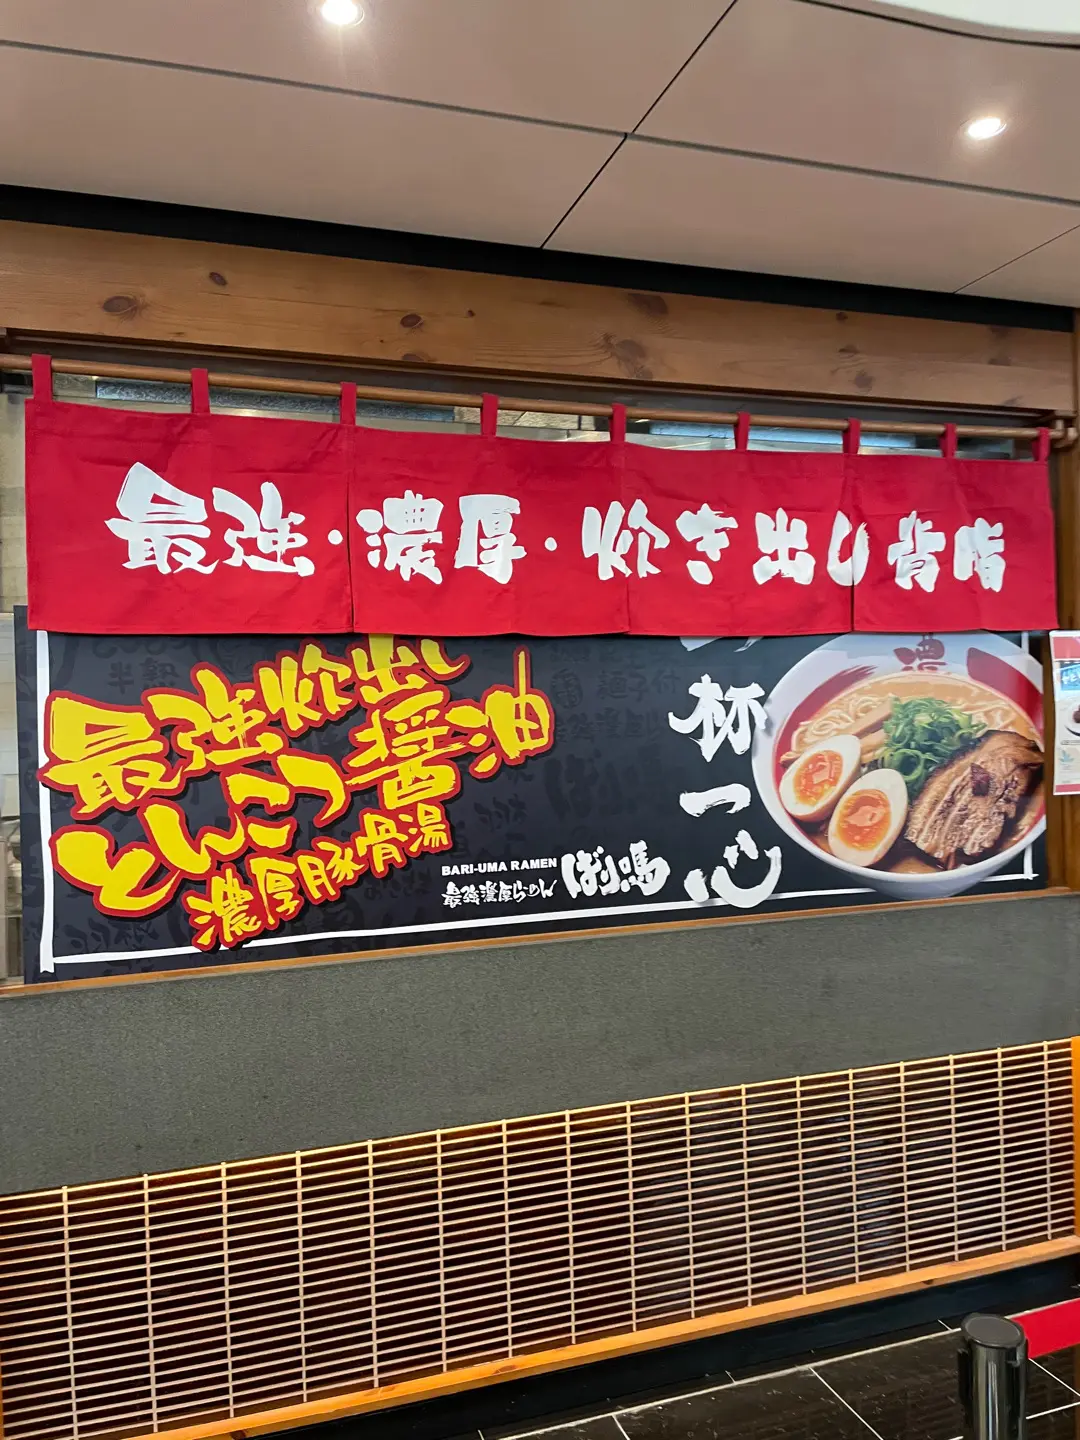 最強・濃厚・炊き出し背脂
最強炊出し
とんこつ醤油
濃厚豚骨湯
BARI-UMA RAMEN
最強濃厚らーめん
ばり嗎
杯一心
濃